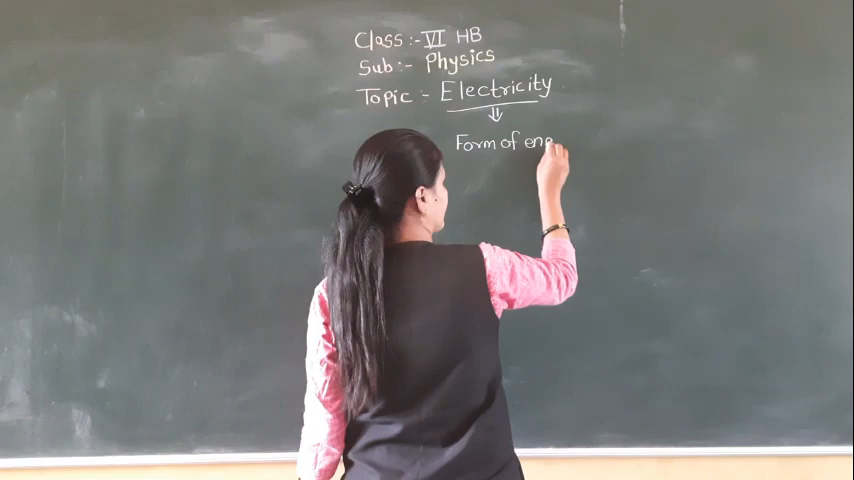 Class :- VI HB
Sub :- Physics
Topic - Electricity
⇓
Form of ene